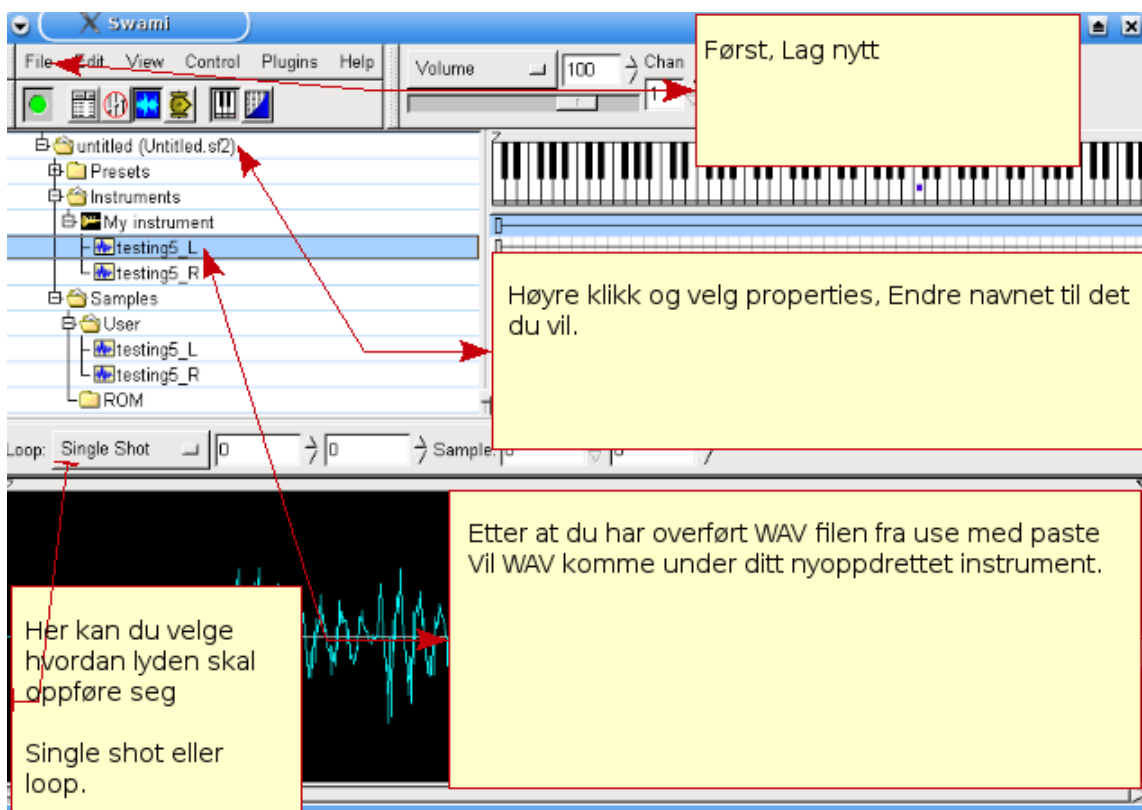 Swami
File Edit View Control Plugins Help
Volume 100 Chan
1
Først, Lag nytt
untitled (Untitled.sf2)
Presets
Instruments
My instrument
testing5_L
testing5_R
Samples
User
testing5_L
testing5_R
ROM
Høyre klikk og velg properties, Endre navnet til det
du vil.
Loop: Single Shot 0 0 Sample: 0 0
Etter at du har overført WAV filen fra use med paste
Vil WAV komme under ditt nyoppdrettet instrument.
Her kan du velge
hvordan lyden skal
oppføre seg
Single shot eller
loop.